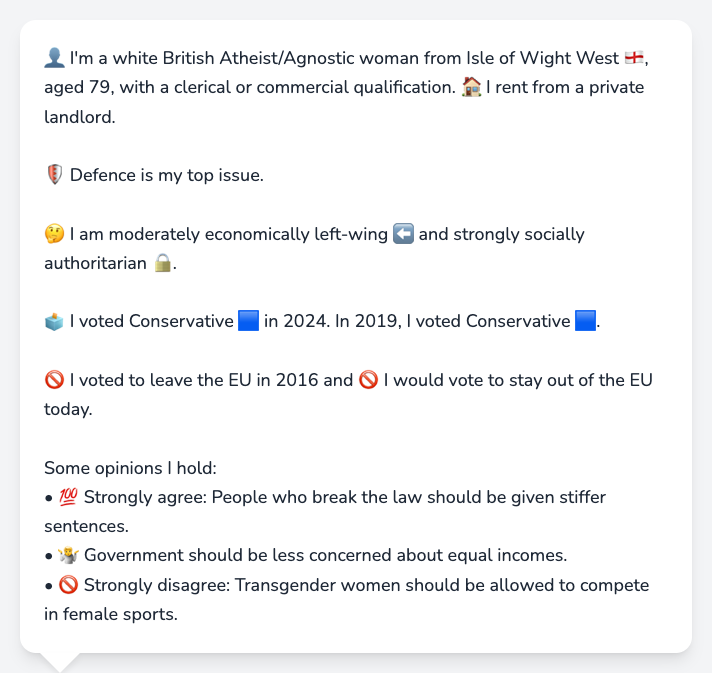 👤 I'm a white British Atheist/Agnostic woman from Isle of Wight West 🏴󠁧󠁢󠁥󠁮󠁧󠁿,
aged 79, with a clerical or commercial qualification. 🏠 I rent from a private
landlord.
🛡️ Defence is my top issue.
🤔 I am moderately economically left-wing ⬅️ and strongly socially
authoritarian 🔒.
🗳️ I voted Conservative 🟦 in 2024. In 2019, I voted Conservative 🟦.
🚫 I voted to leave the EU in 2016 and 🚫 I would vote to stay out of the EU
today.
Some opinions I hold:
• 💯 Strongly agree: People who break the law should be given stiffer
sentences.
• 🤷 Government should be less concerned about equal incomes.
• 🚫 Strongly disagree: Transgender women should be allowed to compete
in female sports.